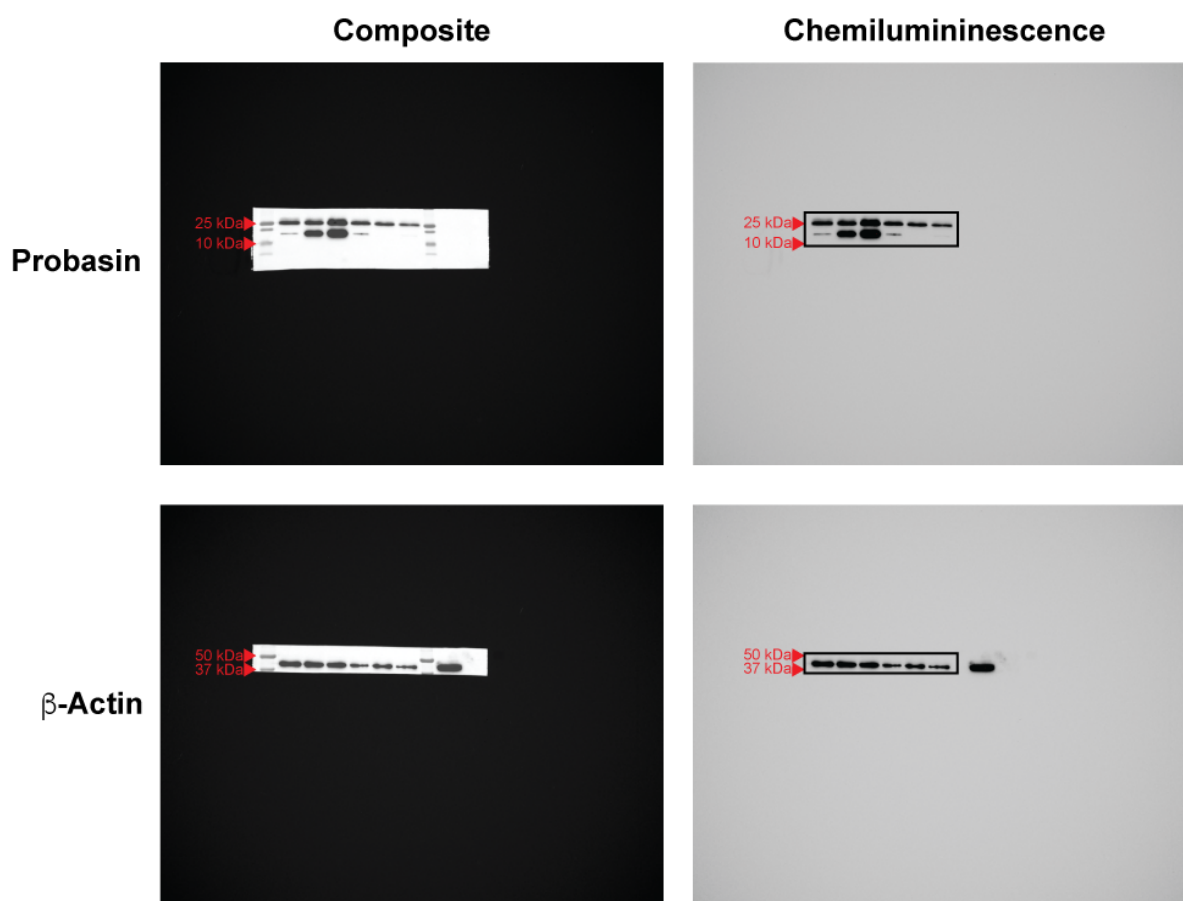 Composite
Chemilumininescence
Probasin
25 kDa
10 kDa
25 kDa
10 kDa
β-Actin
50 kDa
37 kDa
50 kDa
37 kDa